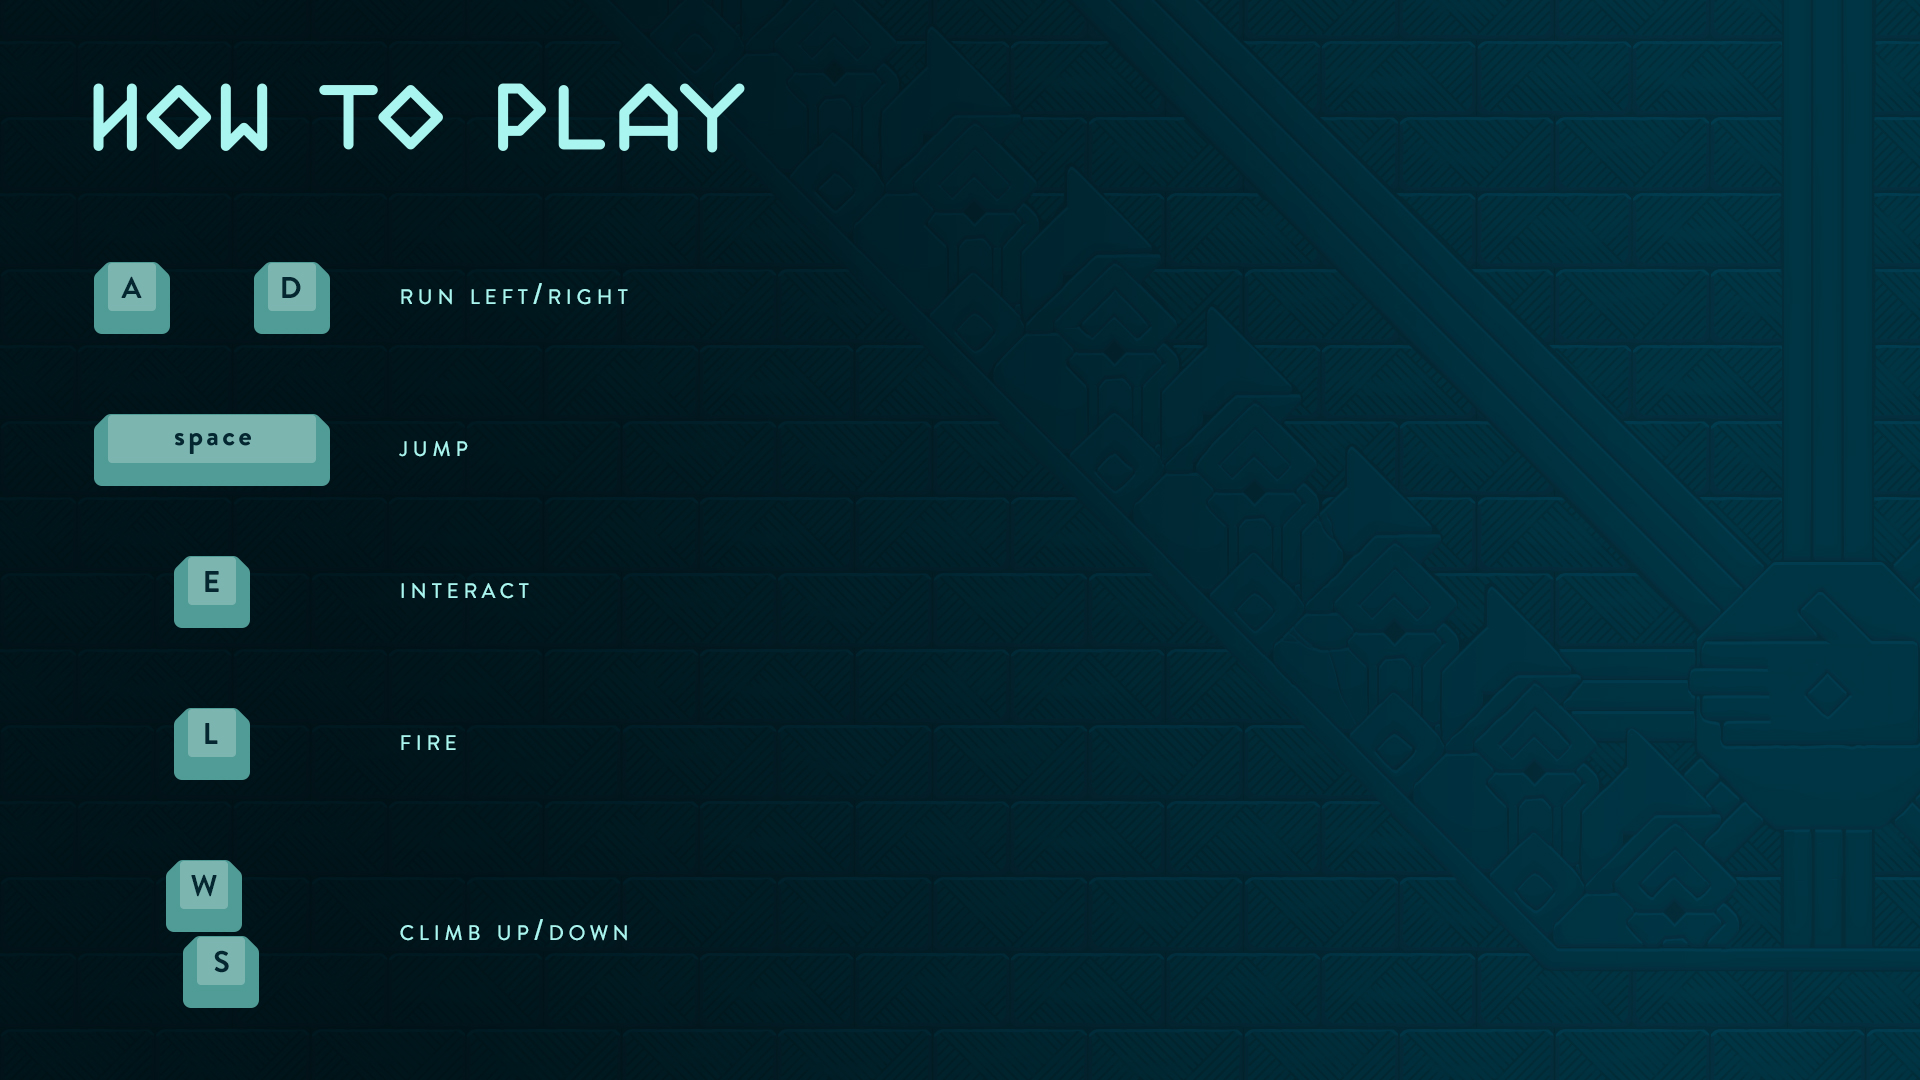 HOW TO PLAY
A D RUN LEFT/RIGHT
space JUMP
E INTERACT
L FIRE
W
CLIMB UP/DOWN
S